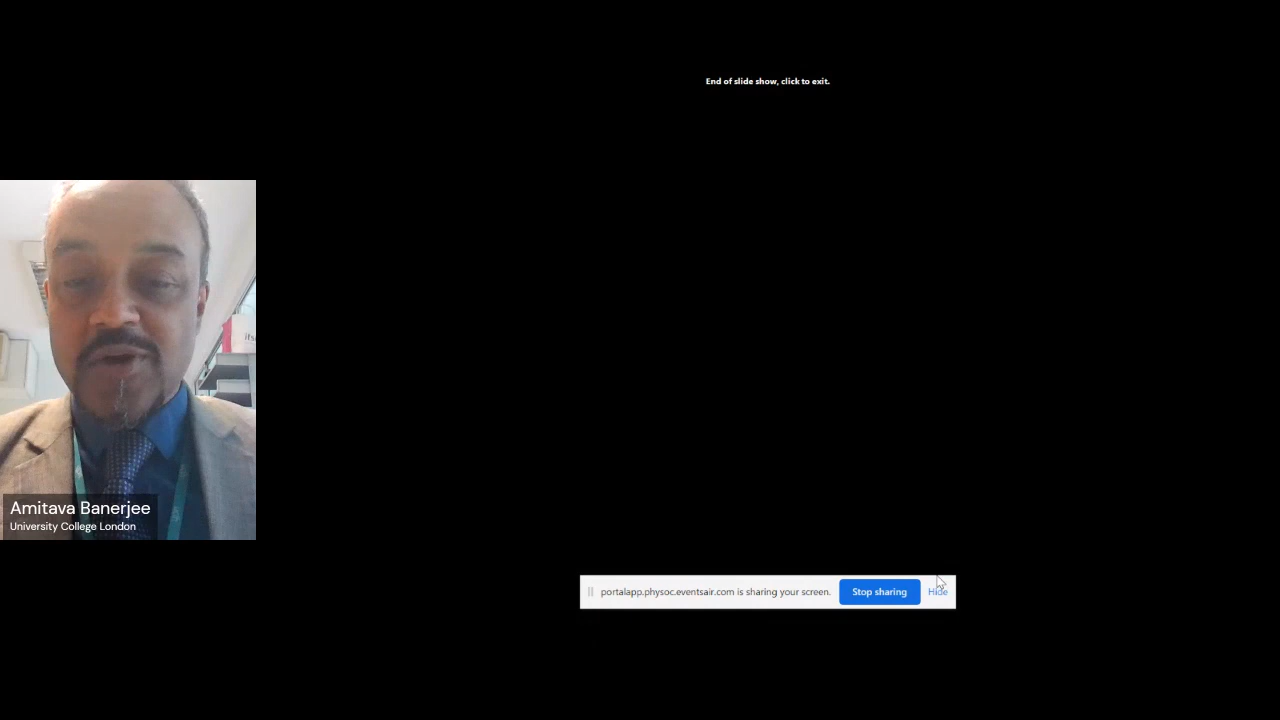 End of slide show, click to exit.
Amitava Banerjee
University College London
portalapp.physoc.eventsair.com is sharing your screen.
Stop sharing
Hide